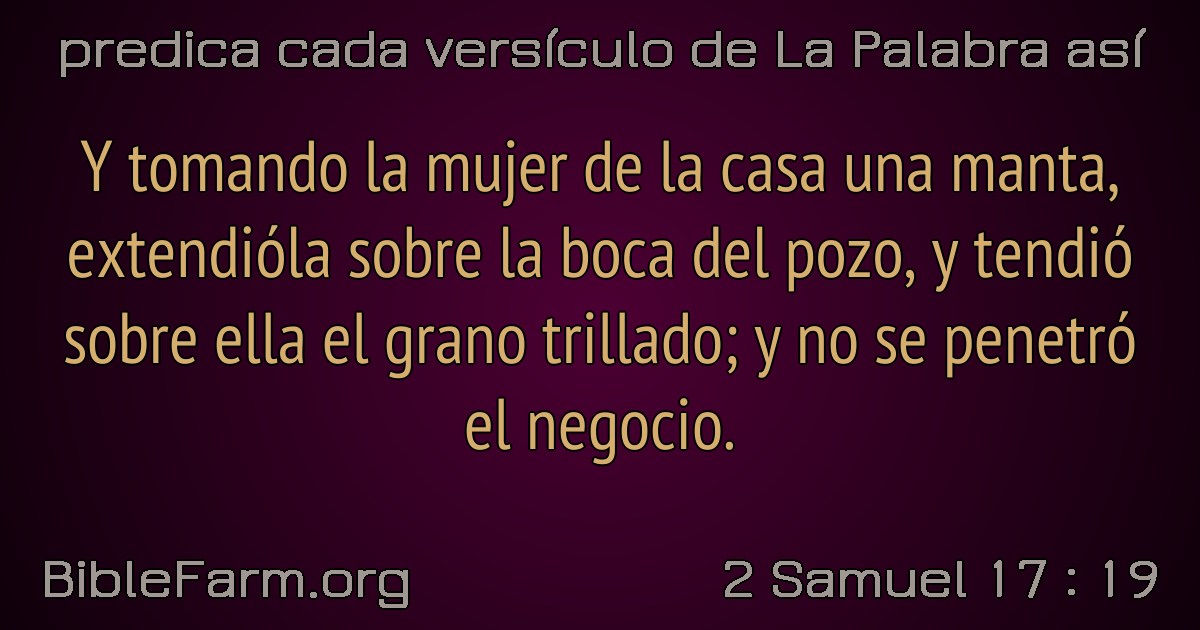 predica cada versículo de La Palabra así
Y tomando la mujer de la casa una manta,
extendióla sobre la boca del pozo, y tendió
sobre ella el grano trillado; y no se penetró
el negocio.
BibleFarm.org
2 Samuel 17 : 19